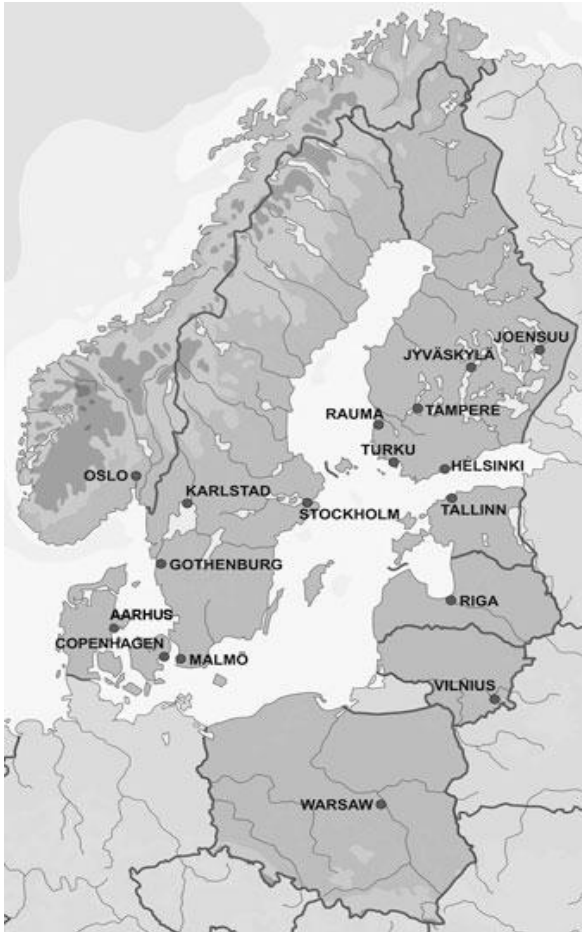 JOENSUU
JYVÄSKYLÄ
RAUMA
TAMPERE
TURKU
HELSINKI
OSLO
KARLSTAD
STOCKHOLM
TALLINN
GOTHENBURG
RIGA
AARHUS
COPENHAGEN
MALMÖ
VILNIUS
WARSAW